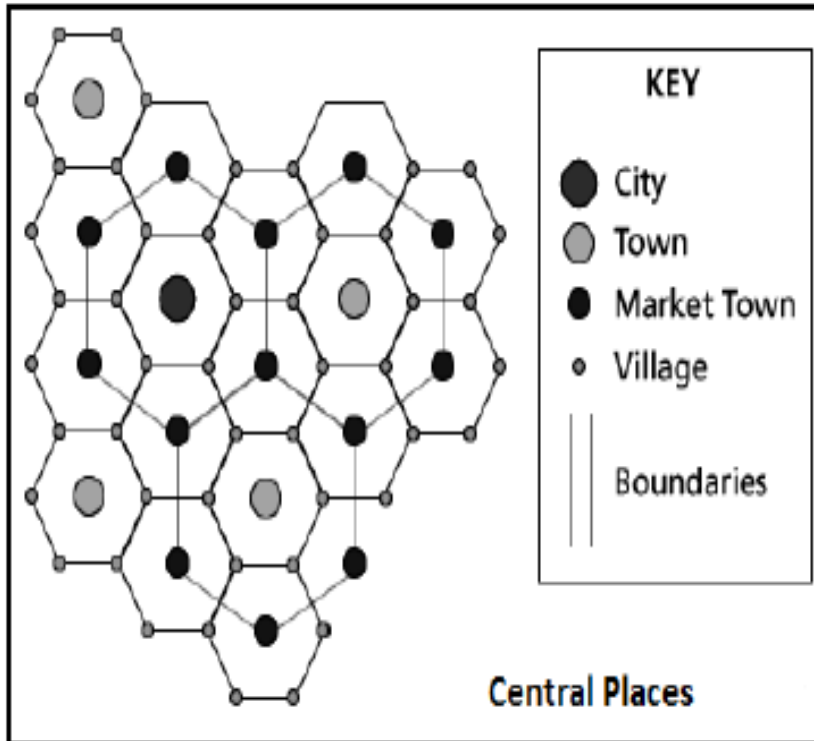 KEY
City
Town
Market Town
Village
Boundaries
Central Places